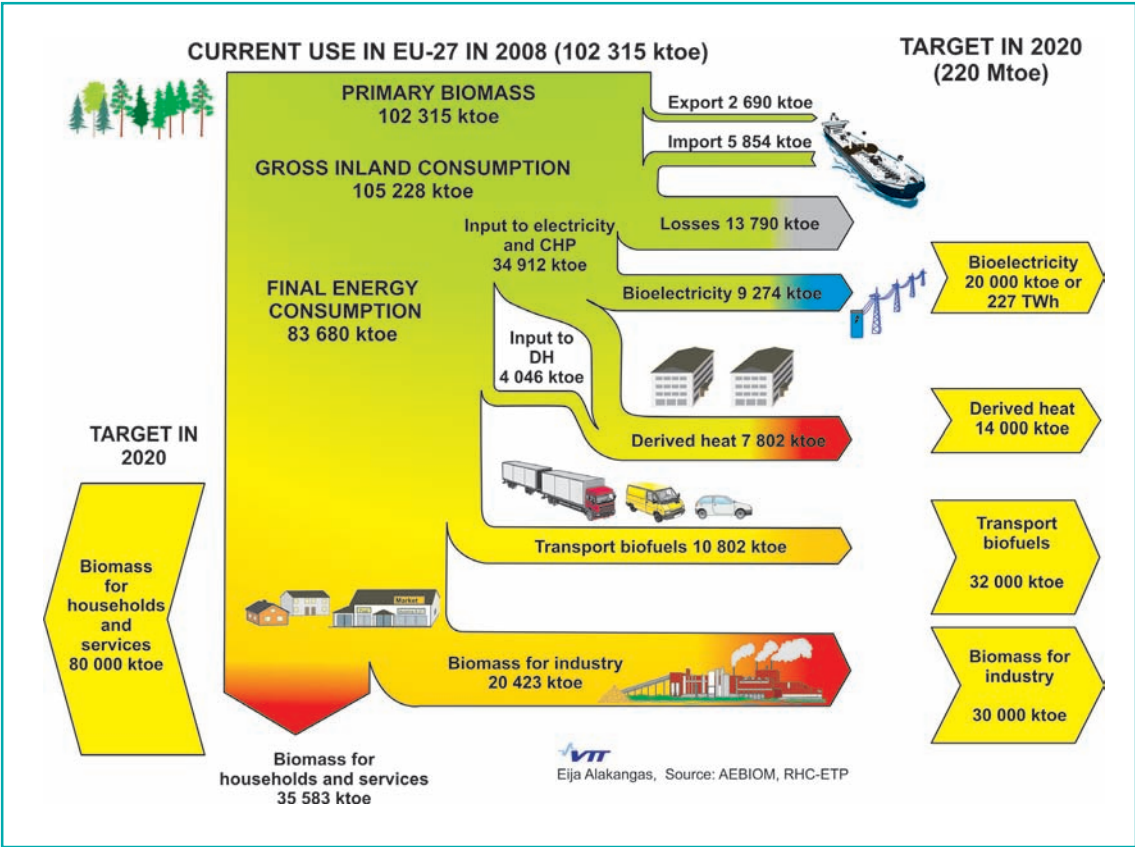 CURRENT USE IN EU-27 IN 2008 (102 315 ktoe)
TARGET IN 2020
(220 Mtoe)
PRIMARY BIOMASS
102 315 ktoe
Export 2 690 ktoe
Import 5 854 ktoe
GROSS INLAND CONSUMPTION
105 228 ktoe
Losses 13 790 ktoe
Input to electricity
and CHP
34 912 ktoe
Bioelectricity
20 000 ktoe or
227 TWh
FINAL ENERGY
CONSUMPTION
83 680 ktoe
Bioelectricity 9 274 ktoe
Input to
DH
4 046 ktoe
Derived heat
14 000 ktoe
Derived heat 7 802 ktoe
TARGET IN
2020
Transport
biofuels
32 000 ktoe
Transport biofuels 10 802 ktoe
Biomass
for
households
and
services
80 000 ktoe
Market
Biomass for industry
20 423 ktoe
Biomass for
industry
30 000 ktoe
Biomass for
households and services
35 583 ktoe
VTT
Eija Alakangas, Source: AEBIOM, RHC-ETP